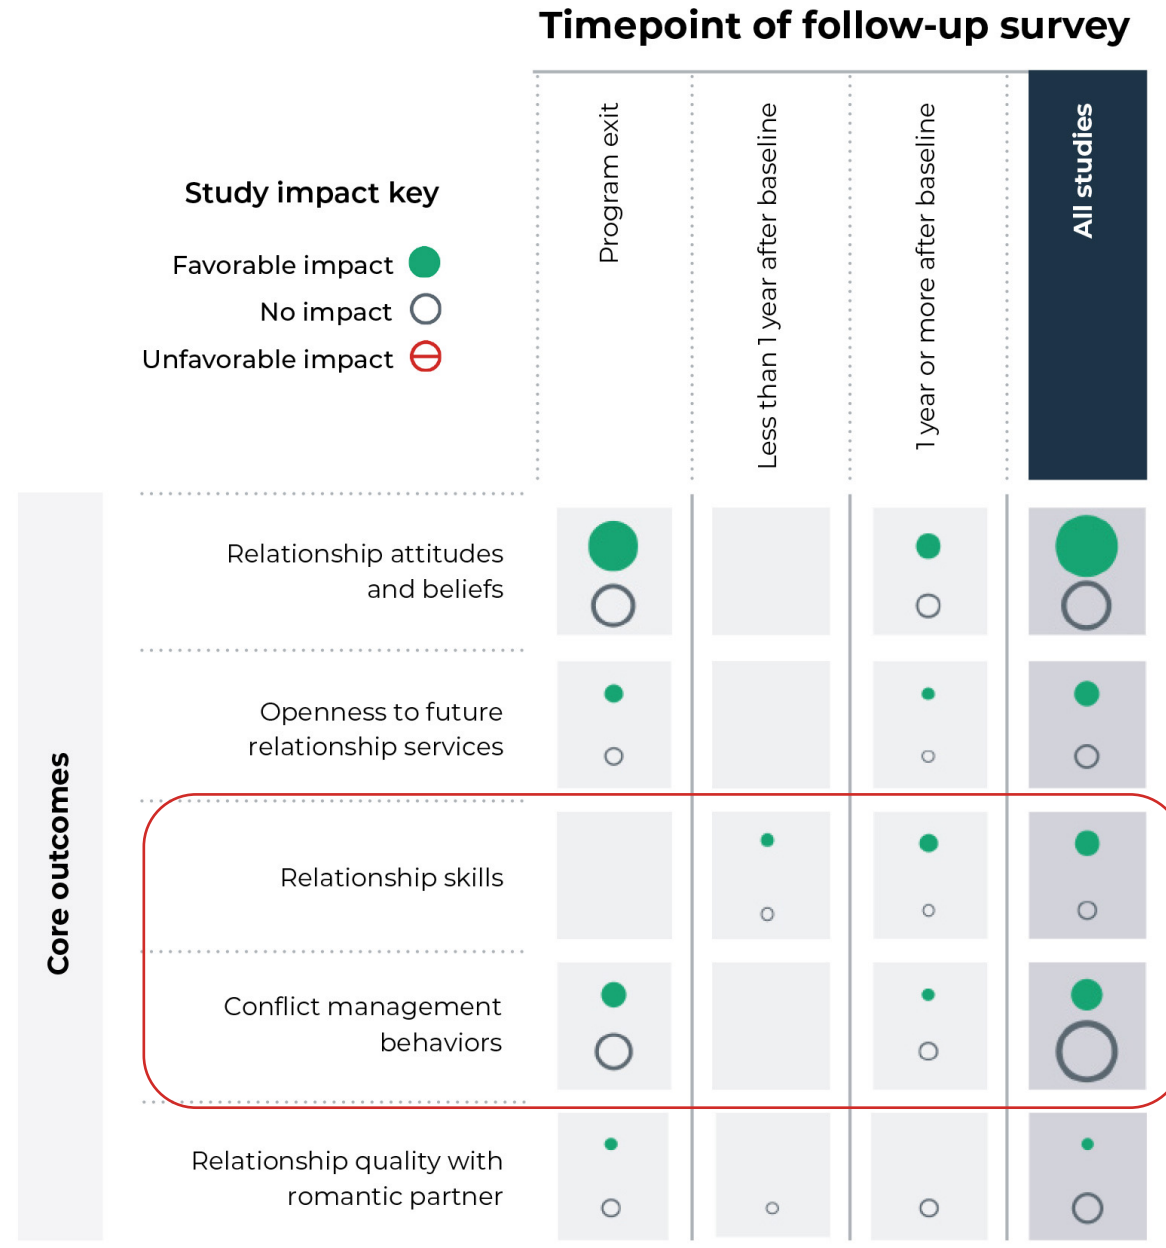 Timepoint of follow-up survey
Program exit
Less than 1 year after baseline
1 year or more after baseline
All studies
Study impact key
Favorable impact
No impact
Unfavorable impact
Core outcomes
Relationship attitudes
and beliefs
Openness to future
relationship services
Relationship skills
Conflict management
behaviors
Relationship quality with
romantic partner